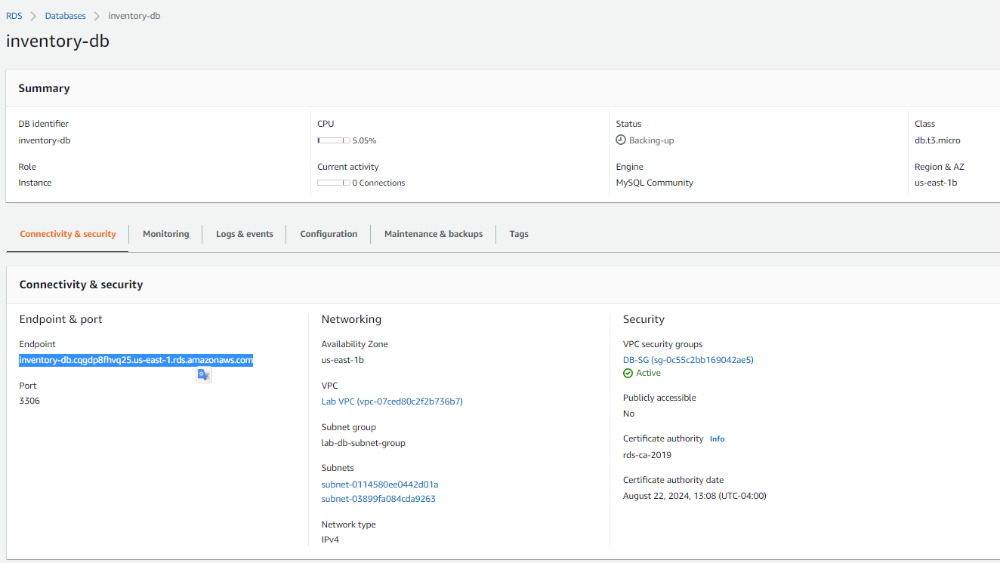 RDS > Databases > inventory-db
inventory-db
Summary
DB identifier
inventory-db
CPU
5.05%
Status
Backing-up
Class
db.t3.micro
Role
Instance
Current activity
0 Connections
Engine
MySQL Community
Region & AZ
us-east-1b
Connectivity & security
Monitoring
Logs & events
Configuration
Maintenance & backups
Tags
Connectivity & security
Endpoint & port
Endpoint
inventory-db.cqgdp8fhvq25.us-east-1.rds.amazonaws.com
Port
3306
Networking
Availability Zone
us-east-1b
VPC
Lab VPC (vpc-07ced80c2f2b736b7)
Subnet group
lab-db-subnet-group
Subnets
subnet-0114580ee0442d01a
subnet-03899fa084cda9263
Network type
IPv4
Security
VPC security groups
DB-SG (sg-0c55c2bb169042ae5)
Active
Publicly accessible
No
Certificate authority Info
rds-ca-2019
Certificate authority date
August 22, 2024, 13:08 (UTC-04:00)